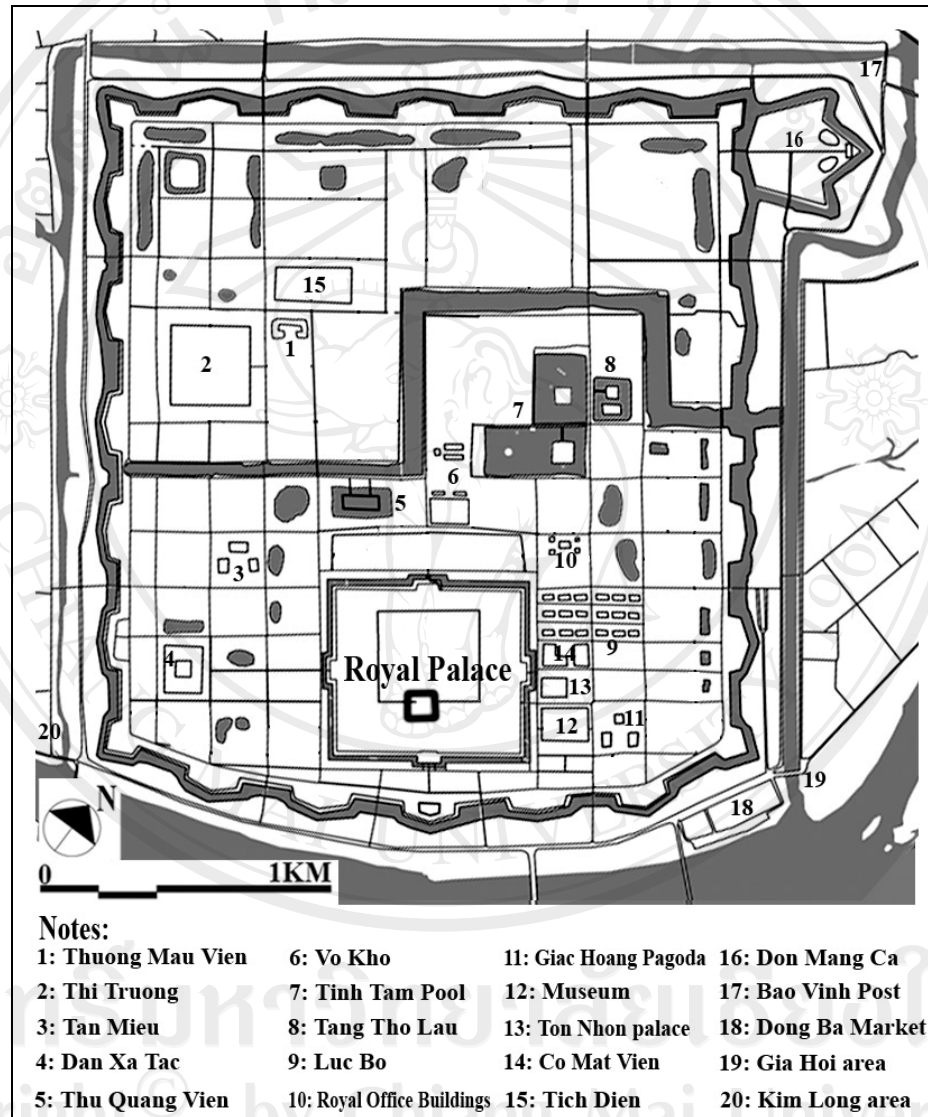 17
16
15
1
2
8
7
6
5
10
3
9
14
4
Royal Palace
13
12
11
20
19
18
N
0 1KM
CHIANG MAI UNIVERSITY 1964
Notes:
1: Thuong Mau Vien 6: Vo Kho 11: Giac Hoang Pagoda 16: Don Mang Ca
2: Thi Truong 7: Tinh Tam Pool 12: Museum 17: Bao Vinh Post
3: Tan Mieu 8: Tang Tho Lau 13: Ton Nhon palace 18: Dong Ba Market
4: Dan Xa Tac 9: Luc Bo 14: Co Mat Vien 19: Gia Hoi area
5: Thu Quang Vien 10: Royal Office Buildings 15: Tich Dien 20: Kim Long area